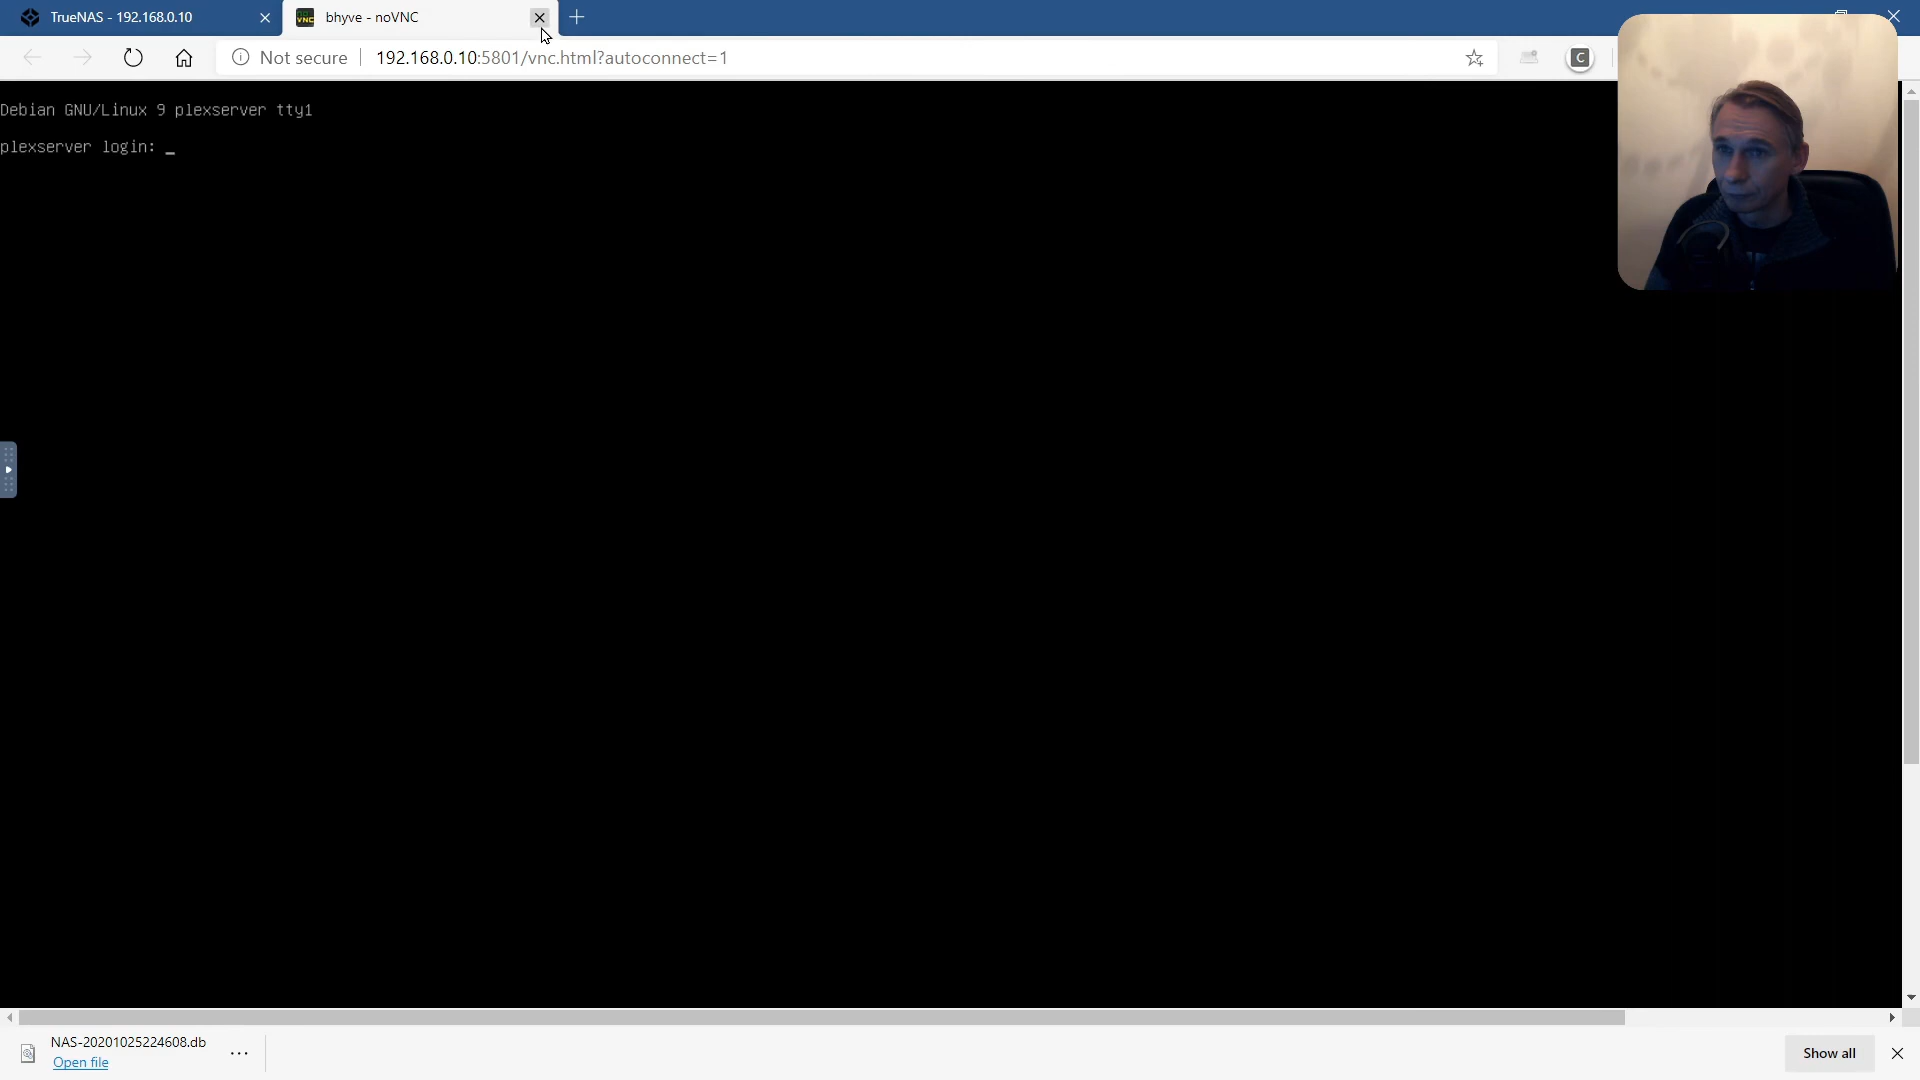 TrueNAS - 192.168.0.10
bhyve - noVNC
Not secure
192.168.0.10:5801/vnc.html?autoconnect=1
C
Debian GNU/Linux 9 plexserver tty1
plexserver login: _
NAS-20201025224608.db
Open file
Show all